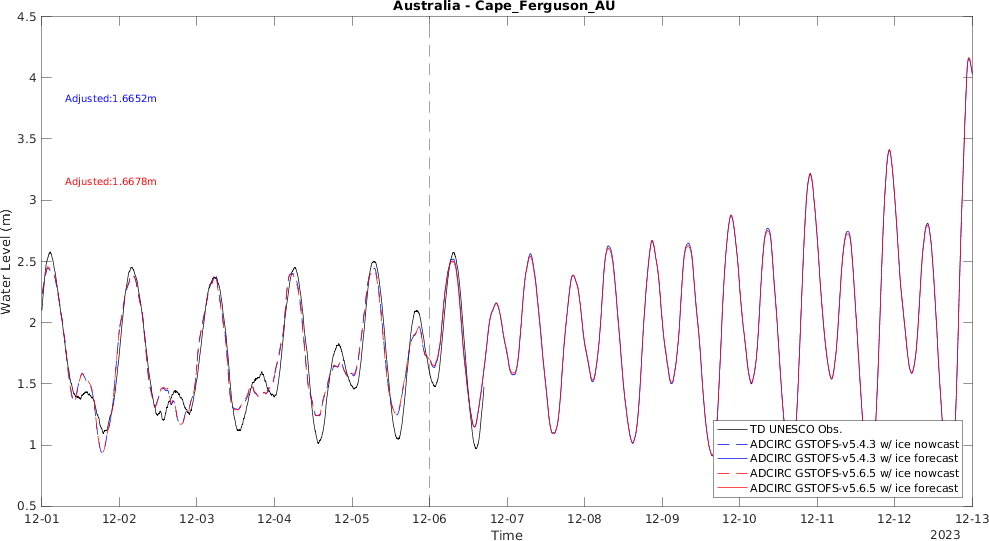 Australia - Cape_Ferguson_AU
4.5
4
3.5
3
2.5
2
1.5
1
0.5
Water Level (m)
Adjusted:1.6652m
Adjusted:1.6678m
TD UNESCO Obs.
ADCIRC GSTOFS-v5.4.3 w/ ice nowcast
ADCIRC GSTOFS-v5.4.3 w/ ice forecast
ADCIRC GSTOFS-v5.6.5 w/ ice nowcast
ADCIRC GSTOFS-v5.6.5 w/ ice forecast
12-01 12-02 12-03 12-04 12-05 12-06 12-07 12-08 12-09 12-10 12-11 12-12 12-13
Time
2023